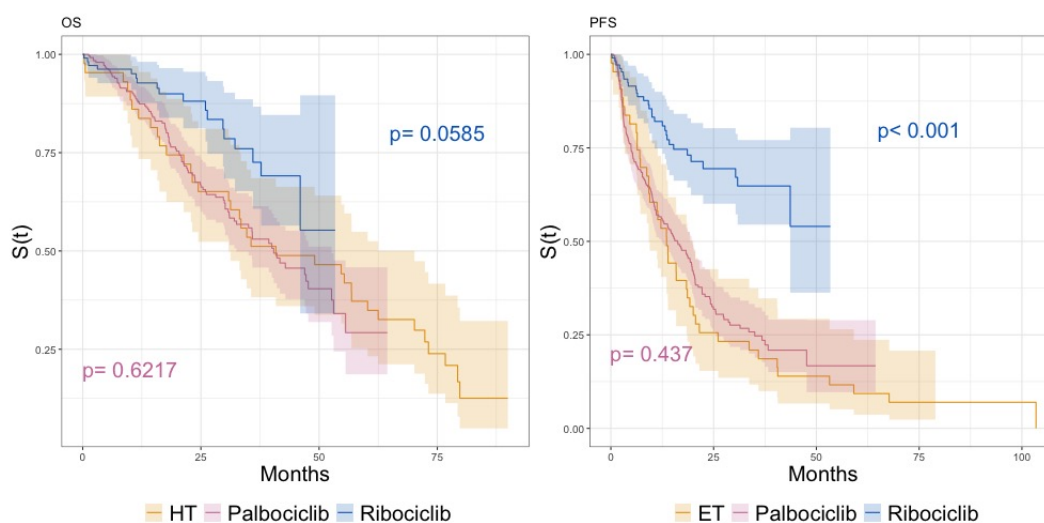 OS
1.00
0.75
0.50
0.25
S(t)
p= 0.0585
p= 0.6217
0
25
50
75
Months
HT Palbociclib Ribociclib
PFS
1.00
0.75
0.50
0.25
0.00
S(t)
p< 0.001
p= 0.437
0
25
50
75
100
Months
ET Palbociclib Ribociclib